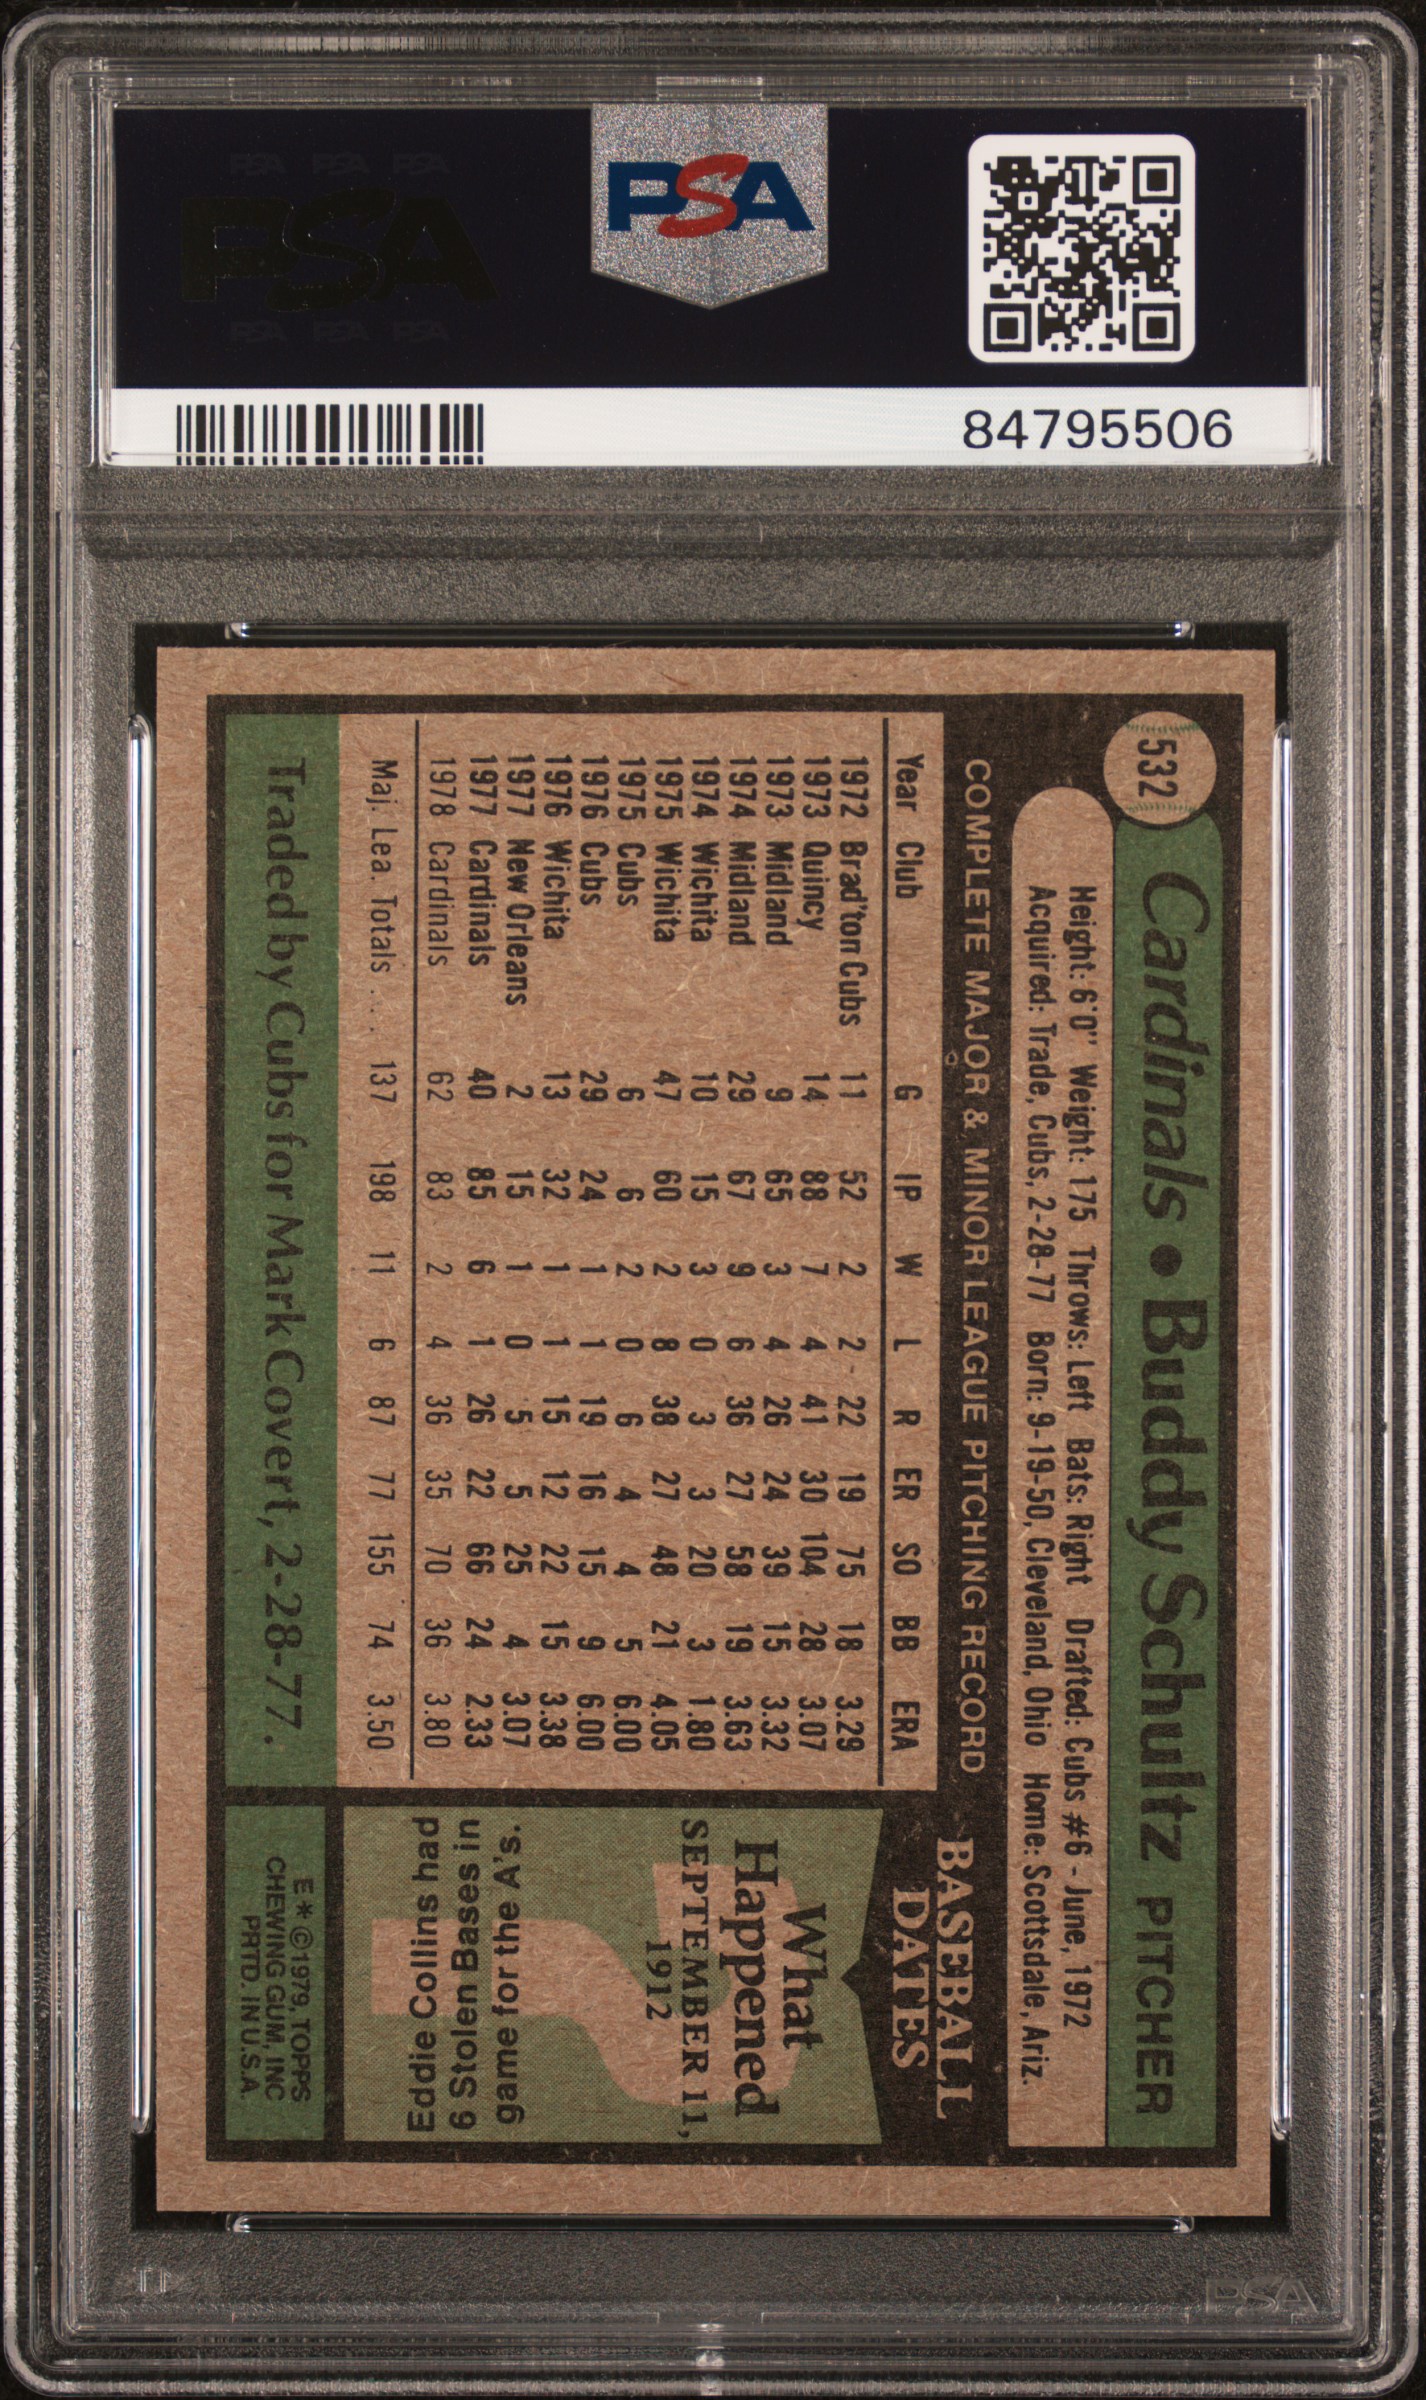 PSA
PSA PSA PSA
PSA
PSA PSA PSA
84795506
532
Cardinals • Buddy Schultz PITCHER
Height: 6'0" Weight: 175 Throws: Left Bats: Right Drafted: Cubs #6 - June, 1972
Acquired: Trade, Cubs, 2-28-77 Born: 9-19-50, Cleveland, Ohio Home: Scottsdale, Ariz.
COMPLETE MAJOR & MINOR LEAGUE PITCHING RECORD
Year Club G IP W L R ER SO BB ERA
1972 Brad'ton Cubs 11 52 2 2 22 19 75 18 3.29
1973 Quincy 14 88 7 4 41 30 104 28 3.07
1973 Midland 9 65 3 4 26 24 39 15 3.32
1974 Midland 29 67 9 6 36 27 58 19 3.63
1974 Wichita 10 15 3 0 3 3 20 3 1.80
1975 Wichita 47 60 2 8 38 27 48 21 4.05
1975 Cubs 6 6 2 0 6 4 4 5 6.00
1976 Cubs 29 24 1 1 19 16 15 9 6.00
1976 Wichita 13 32 1 1 15 12 22 15 3.38
1977 New Orleans 2 15 1 0 5 5 25 4 3.07
1977 Cardinals 40 85 6 1 26 22 66 24 2.33
1978 Cardinals 62 83 2 4 36 35 70 36 3.80
Maj. Lea. Totals . . . 137 198 11 6 87 77 155 74 3.50
Traded by Cubs for Mark Covert, 2-28-77.
BASEBALL
DATES
What
Happened
SEPTEMBER 11,
1912
?
Eddie Collins had
6 Stolen Bases in
game for the A's.
E✱©1979, TOPPS
CHEWING GUM, INC
PRTD. IN U.S.A.
PSA